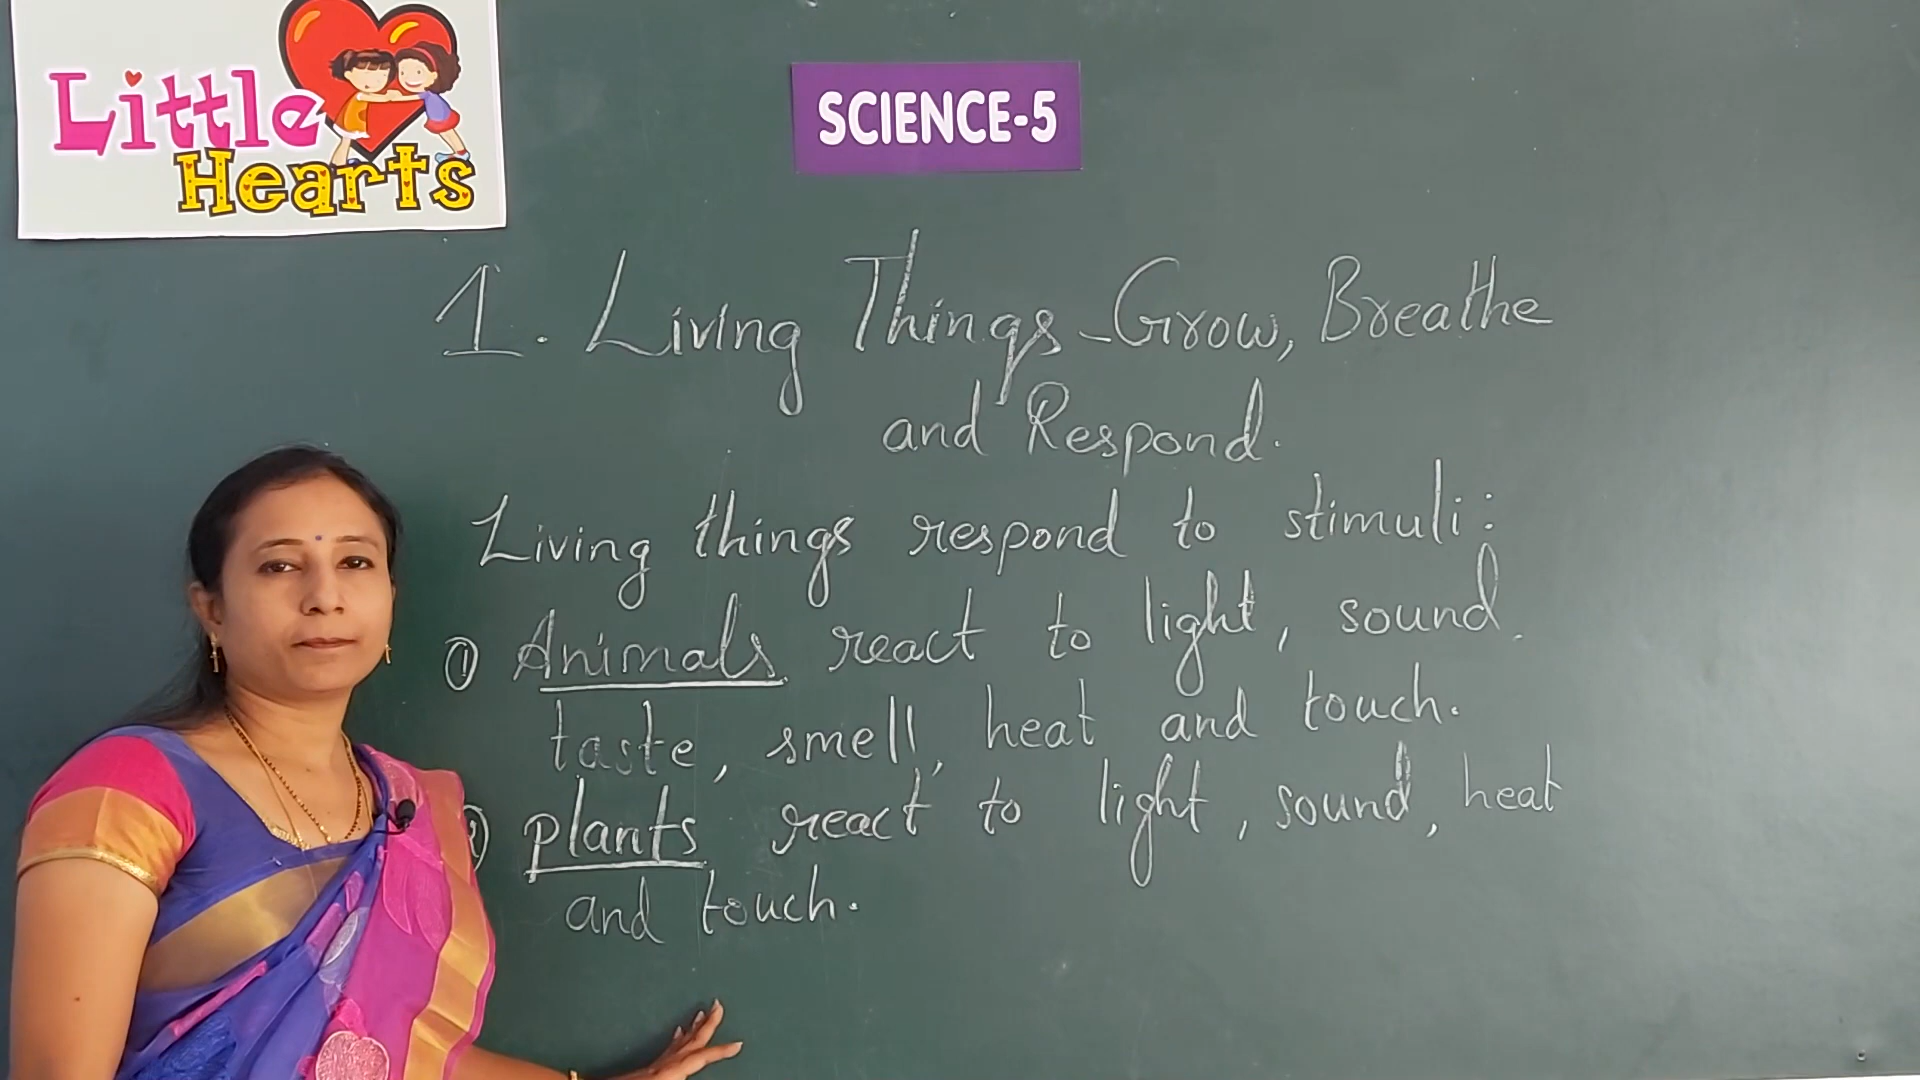 Little
Hearts
SCIENCE-5
1. Living Things - Grow, Breathe
and Respond.
Living things respond to stimuli:
① Animals react to light, sound,
taste, smell, heat and touch.
② plants react to light, sound, heat
and touch.